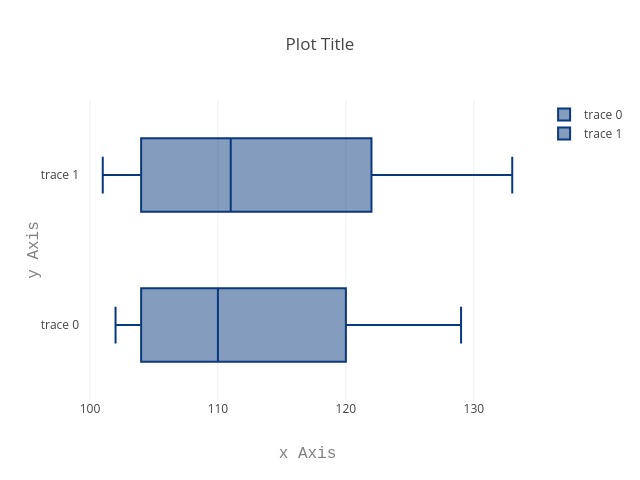 Plot Title
trace 0
trace 1
trace 1
trace 0
y Axis
100 110 120 130
x Axis